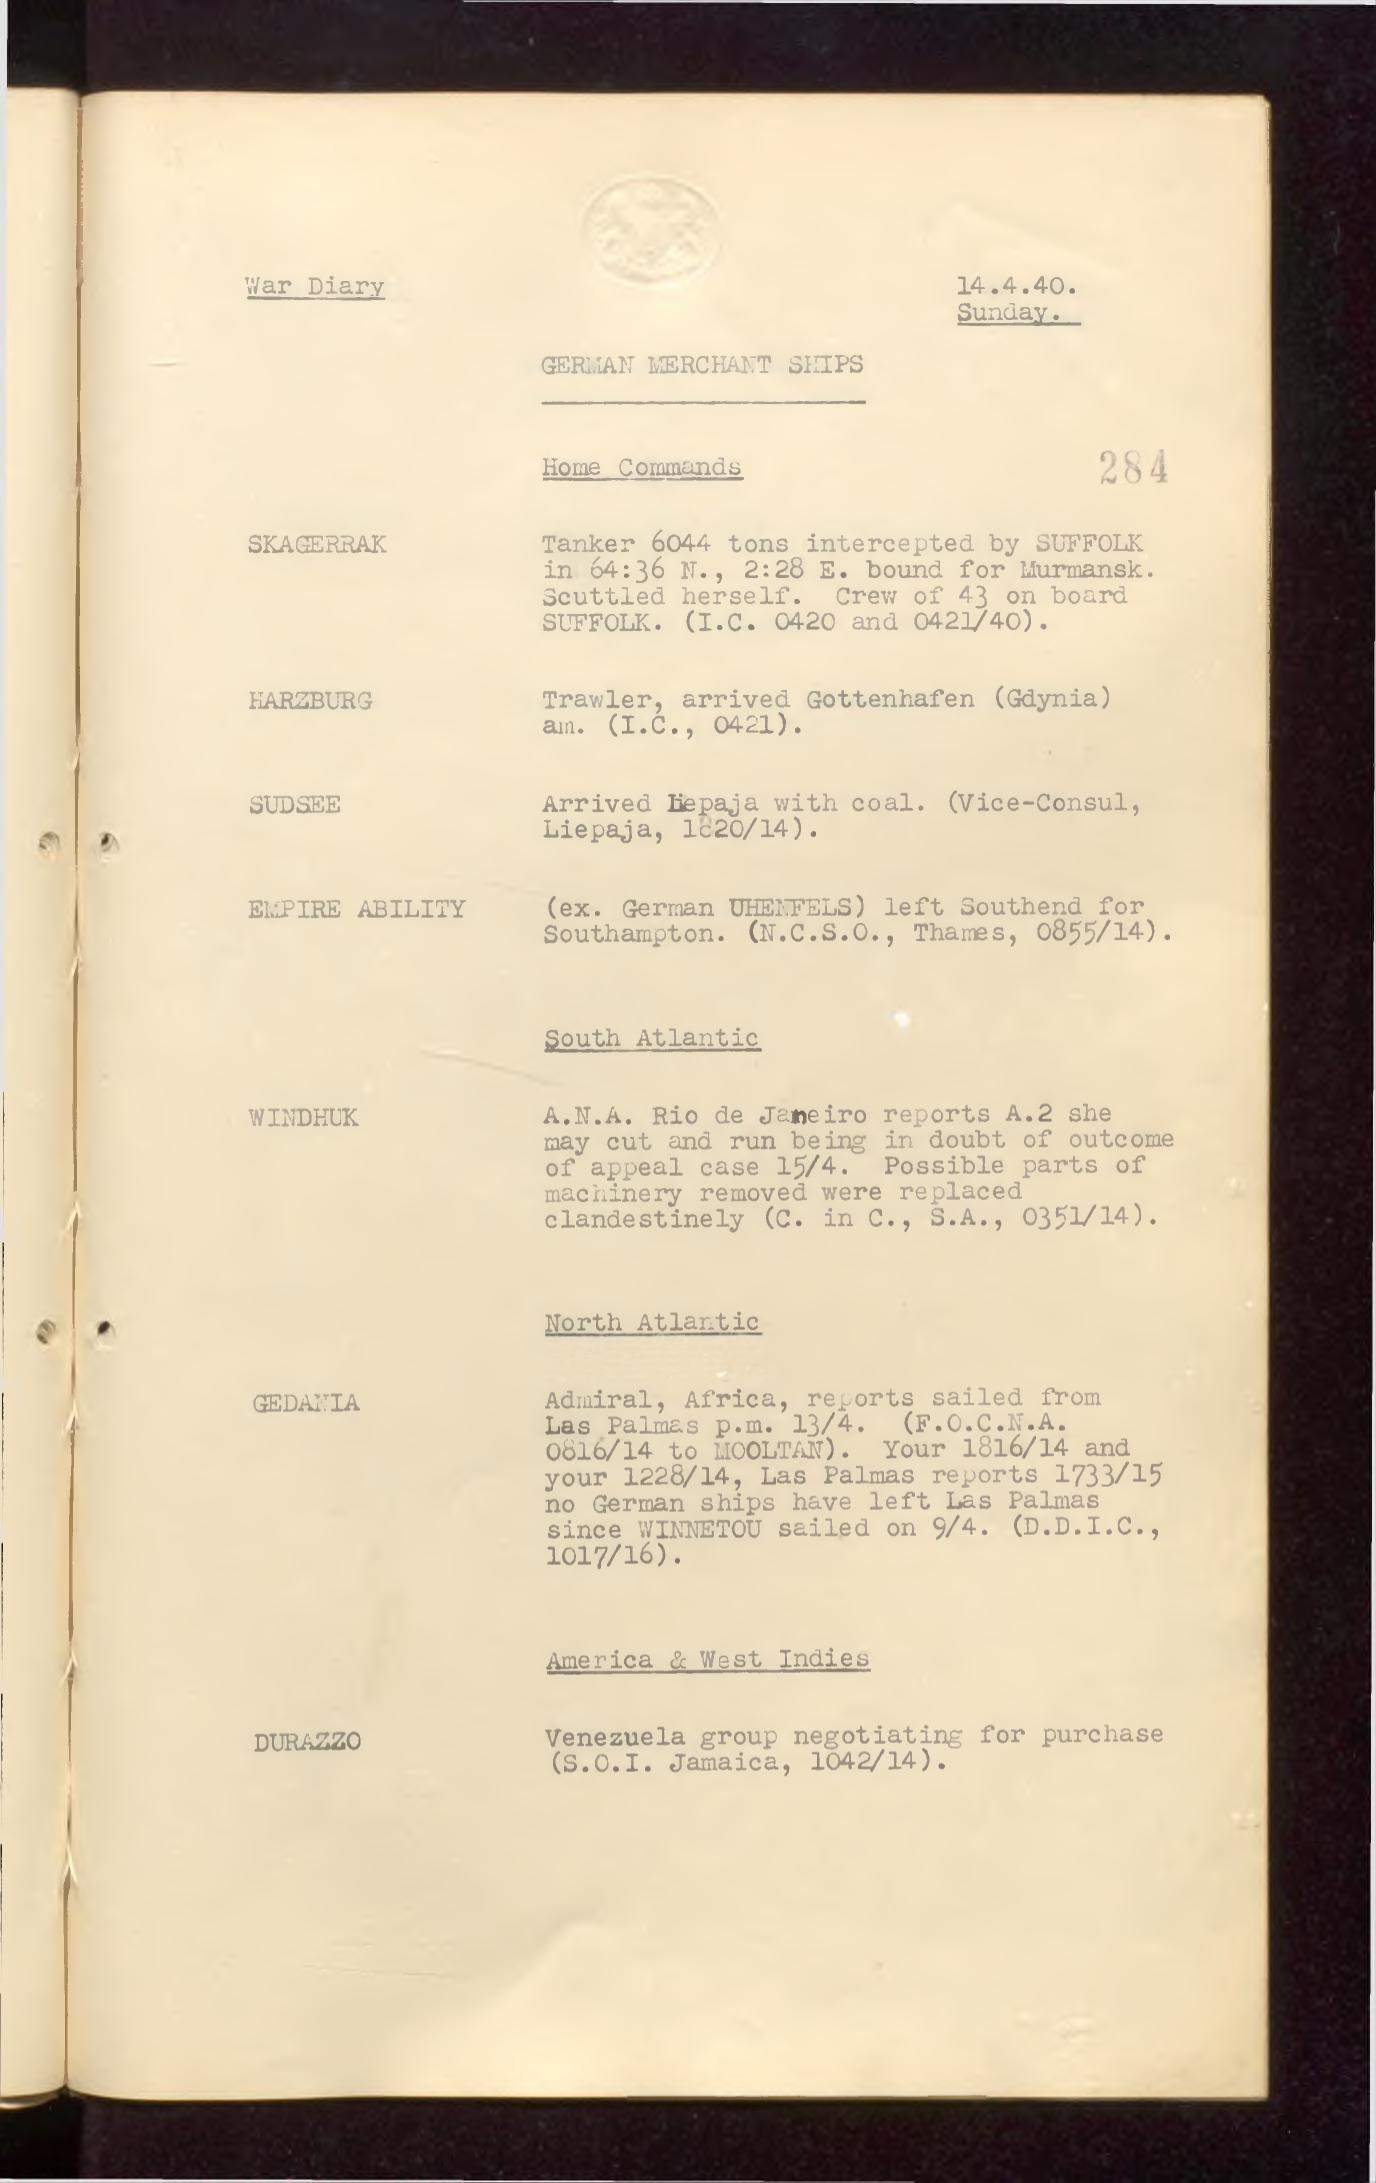 War Diary
14.4.40.
Sunday.
GERMAN MERCHANT SHIPS
Home Commands
284
SKAGERRAK
Tanker 6044 tons intercepted by SUFFOLK
in 64:36 N., 2:28 E. bound for Murmansk.
Scuttled herself. Crew of 43 on board
SUFFOLK. (I.C. 0420 and 0421/40).
HARZBURG
Trawler, arrived Gottenhafen (Gdynia)
am. (I.C., 0421).
SUDSEE
Arrived Liepaja with coal. (Vice-Consul,
Liepaja, 1820/14).
EMPIRE ABILITY
(ex. German UHENFELS) left Southend for
Southampton. (N.C.S.O., Thames, 0855/14).
South Atlantic
WINDHUK
A.N.A. Rio de Janeiro reports A.2 she
may cut and run being in doubt of outcome
of appeal case 15/4. Possible parts of
machinery removed were replaced
clandestinely (C. in C., S.A., 0351/14).
North Atlantic
GEDANIA
Admiral, Africa, reports sailed from
Las Palmas p.m. 13/4. (F.O.C.N.A.
0816/14 to MOOLTAN). Your 1816/14 and
your 1228/14, Las Palmas reports 1733/15
no German ships have left Las Palmas
since WINNETOU sailed on 9/4. (D.D.I.C.,
1017/16).
America & West Indies
DURAZZO
Venezuela group negotiating for purchase
(S.O.I. Jamaica, 1042/14).